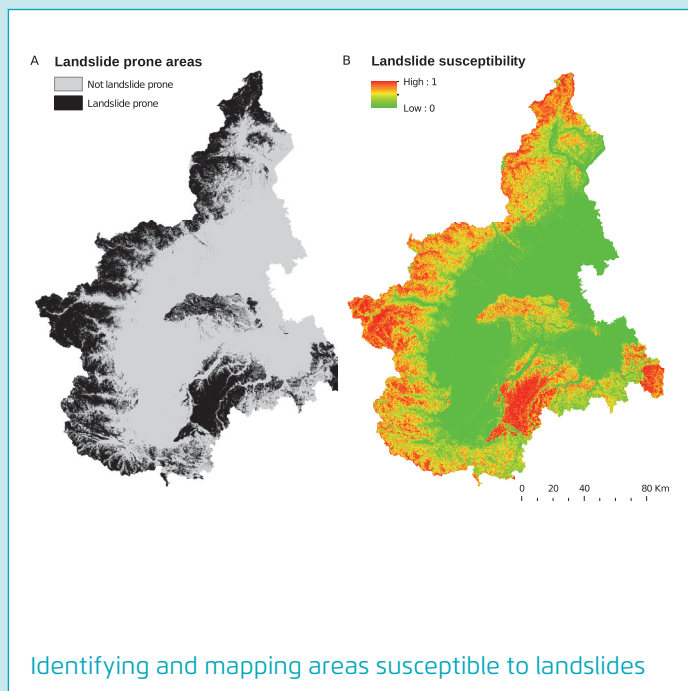 A Landslide prone areas
Not landslide prone
Landslide prone
B Landslide susceptibility
High : 1
Low : 0
0 20 40 80 Km
Identifying and mapping areas susceptible to landslides